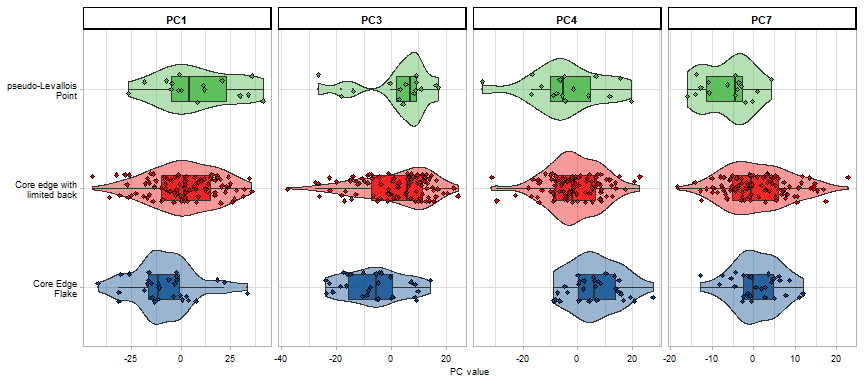 PC1 PC3 PC4 PC7
pseudo-Levallois
Point
Core edge with
limited back
Core Edge
Flake
-25 0 25 -40 -20 0 20 -20 0 20 -20 -10 0 10 20
PC value